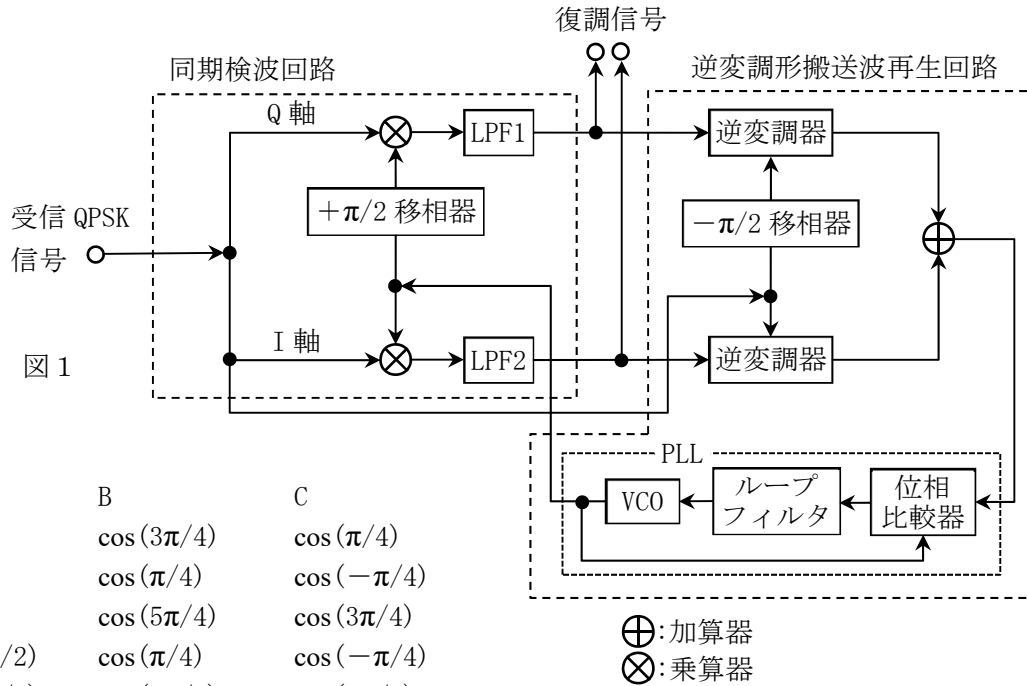 復調信号
同期検波回路
逆変調形搬送波再生回路
Q 軸
LPF1
逆変調器
+π/2 移相器
−π/2 移相器
受信 QPSK
信号
I 軸
LPF2
逆変調器
図1
PLL
VCO
ループ
フィルタ
位相
比較器
B C
cos(3π/4) cos(π/4)
cos(π/4) cos(−π/4)
cos(5π/4) cos(3π/4)
/2) cos(π/4) cos(−π/4)
⊕:加算器
⊗:乗算器